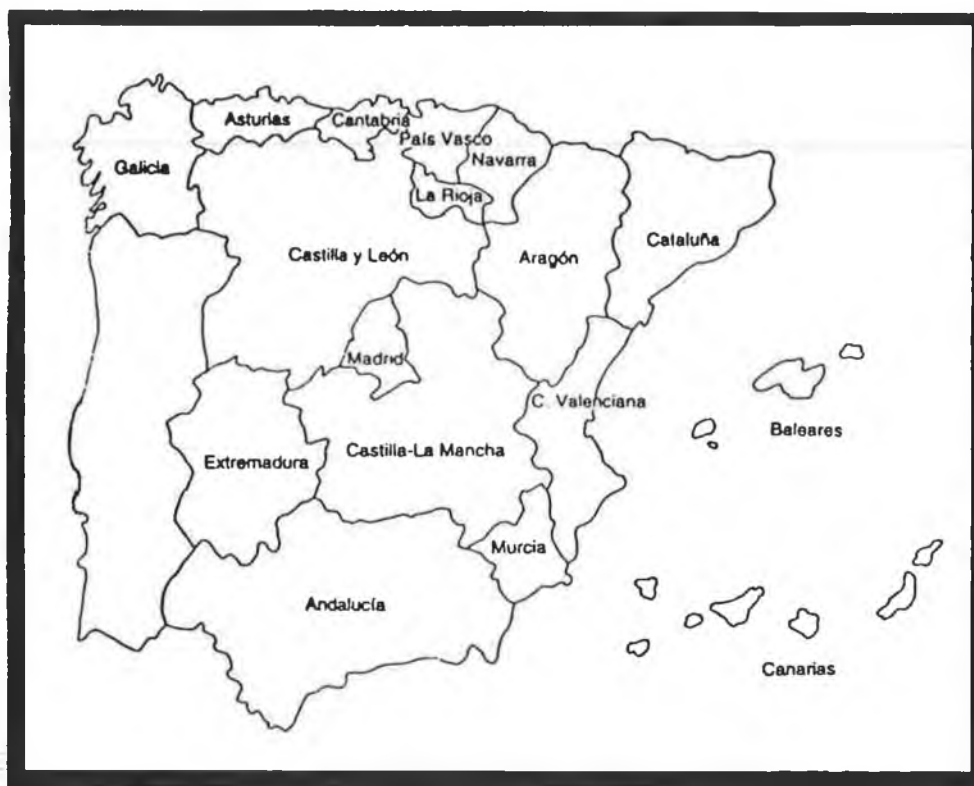 Asturias
Cantabria
País Vasco
Navarra
Galicia
La Rioja
Castilla y León
Aragón
Cataluña
Madrid
C. Valenciana
Baleares
Extremadura
Castilla-La Mancha
Murcia
Andalucía
Canarias